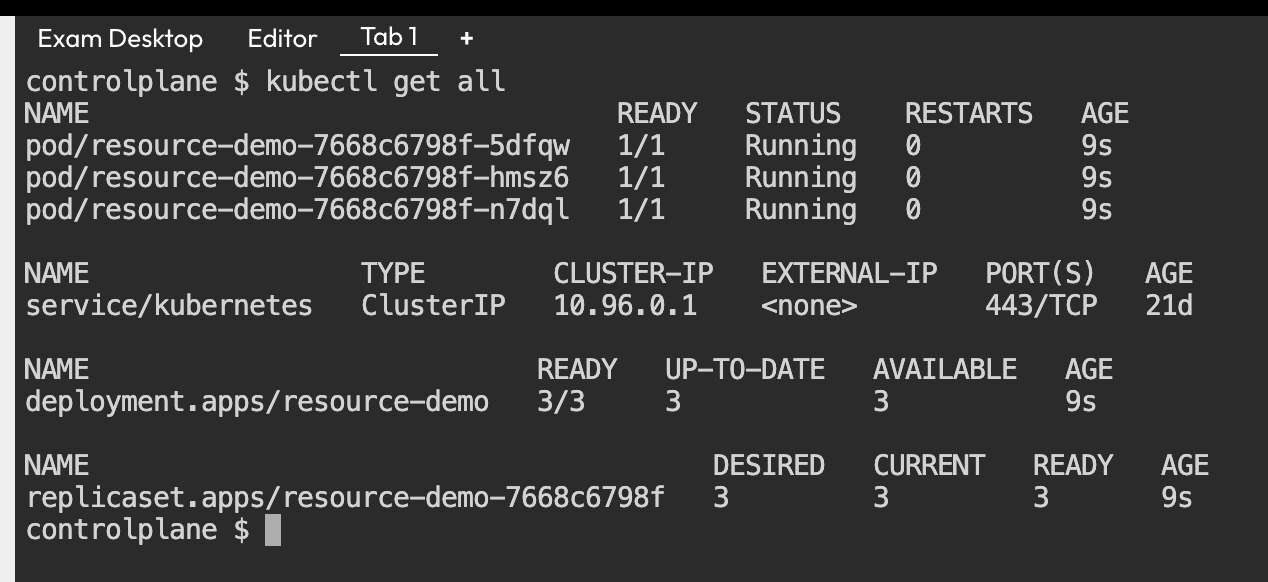 Exam Desktop Editor Tab 1 +
controlplane $ kubectl get all
NAME READY STATUS RESTARTS AGE
pod/resource-demo-7668c6798f-5dfqw 1/1 Running 0 9s
pod/resource-demo-7668c6798f-hmsz6 1/1 Running 0 9s
pod/resource-demo-7668c6798f-n7dql 1/1 Running 0 9s
NAME TYPE CLUSTER-IP EXTERNAL-IP PORT(S) AGE
service/kubernetes ClusterIP 10.96.0.1 <none> 443/TCP 21d
NAME READY UP-TO-DATE AVAILABLE AGE
deployment.apps/resource-demo 3/3 3 3 9s
NAME DESIRED CURRENT READY AGE
replicaset.apps/resource-demo-7668c6798f 3 3 3 9s
controlplane $